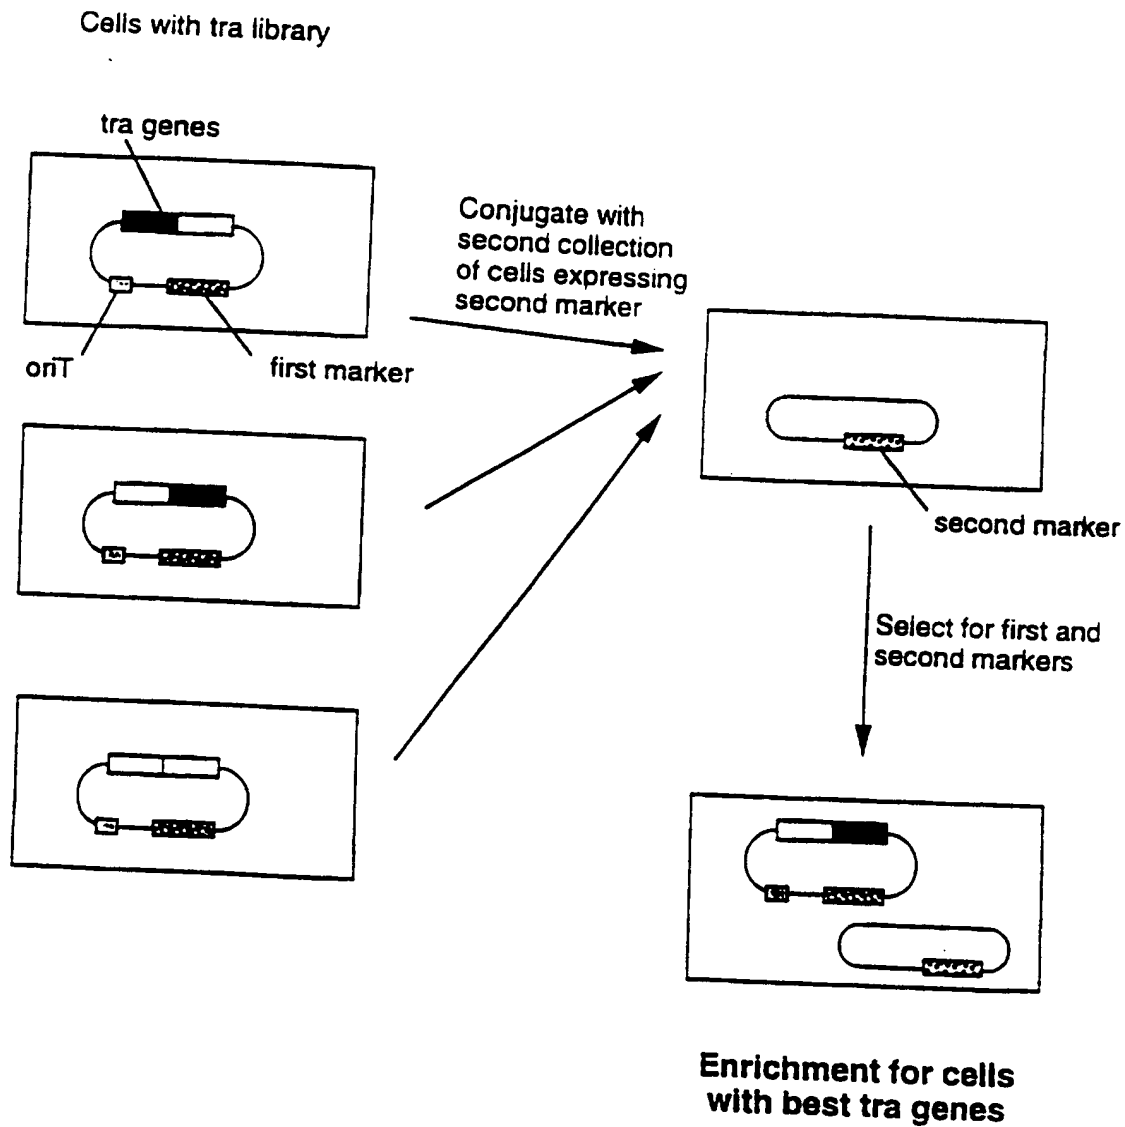 Cells with tra library
tra genes
Conjugate with
second collection
of cells expressing
second marker
oriT
first marker
second marker
Select for first and
second markers
Enrichment for cells
with best tra genes